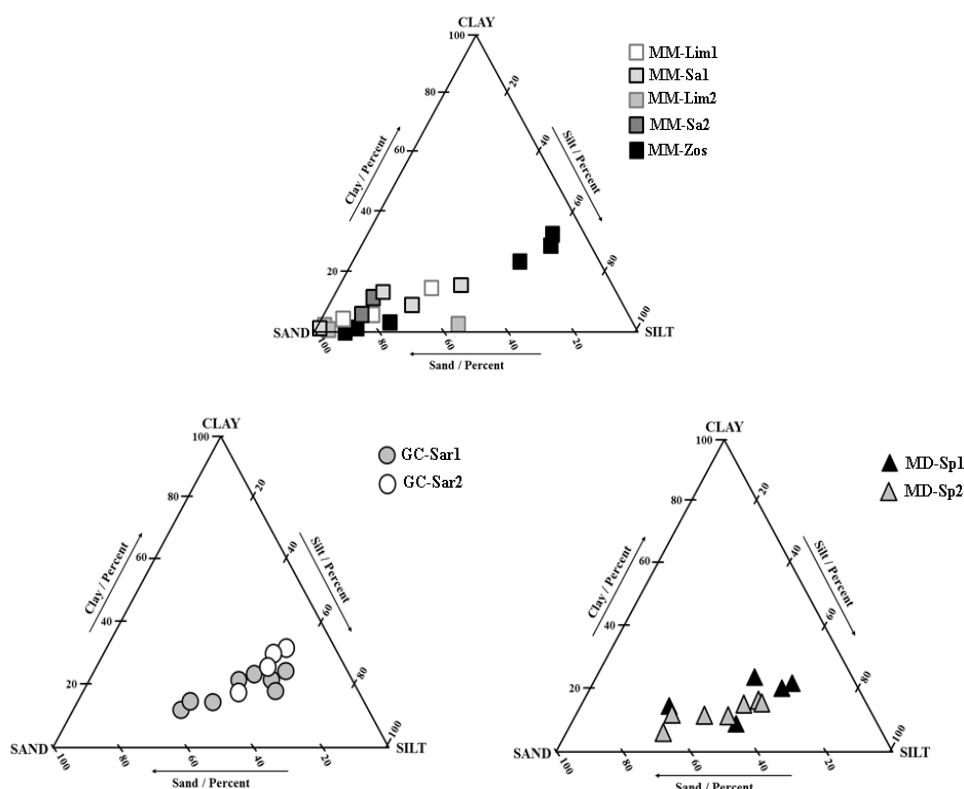 CLAY
100
MM-Lim1
MM-Sa1
MM-Lim2
MM-Sa2
MM-Zos
80
20
60
40
Clay / Percent
Silt / Percent
40
60
20
80
SAND
100
SILT
100
80
60
40
20
Sand / Percent
CLAY
100
GC-Sar1
GC-Sar2
80
20
60
40
Clay / Percent
Silt / Percent
40
60
20
80
SAND
100
SILT
100
80
60
40
20
Sand / Percent
CLAY
100
MD-Sp1
MD-Sp2
80
20
60
40
Clay / Percent
Silt / Percent
40
60
20
80
SAND
100
SILT
100
80
60
40
20
Sand / Percent